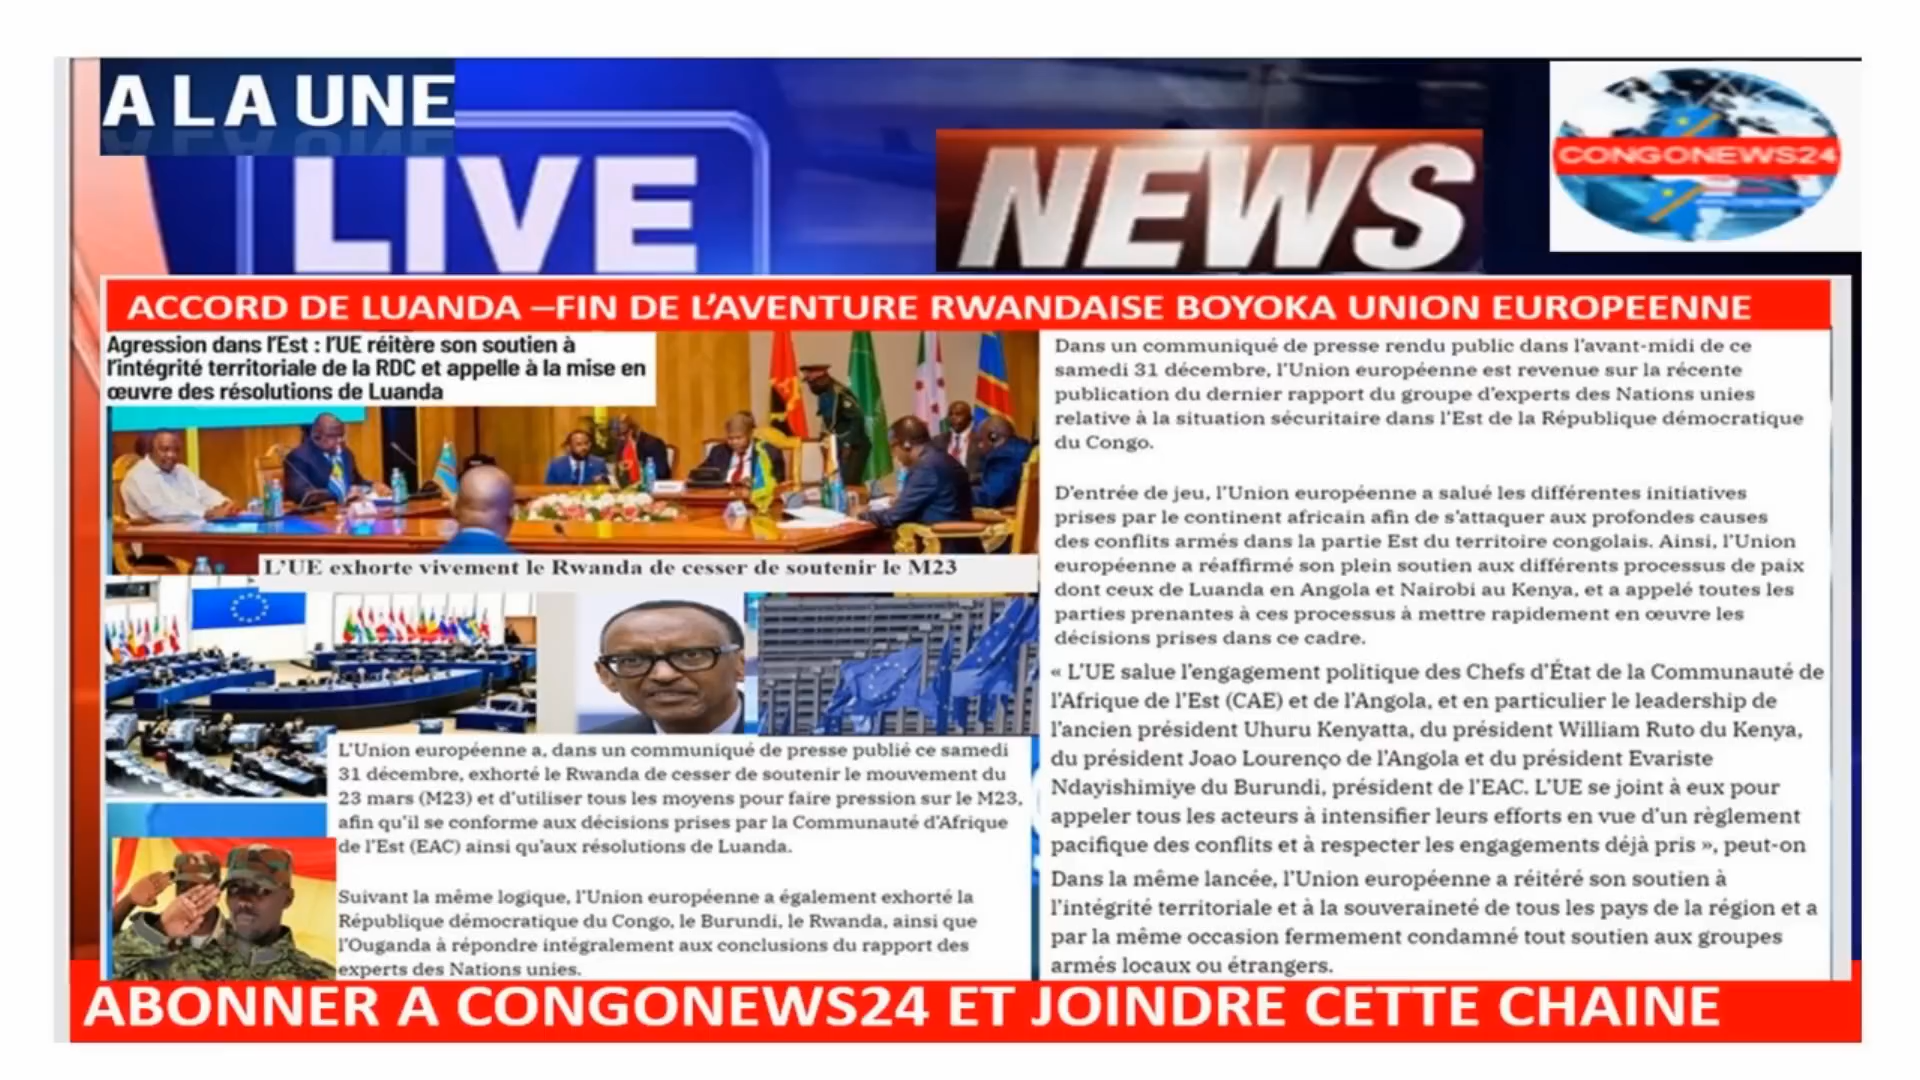 A LA UNE
LIVE
NEWS
CONGONEWS24
ACCORD DE LUANDA –FIN DE L’AVENTURE RWANDAISE BOYOKA UNION EUROPEENNE
Agression dans l’Est : l’UE réitère son soutien à
l’intégrité territoriale de la RDC et appelle à la mise en
œuvre des résolutions de Luanda
L’UE exhorte vivement le Rwanda de cesser de soutenir le M23
L’Union européenne a, dans un communiqué de presse publié ce samedi
31 décembre, exhorté le Rwanda de cesser de soutenir le mouvement du
23 mars (M23) et d’utiliser tous les moyens pour faire pression sur le M23,
afin qu’il se conforme aux décisions prises par la Communauté d’Afrique
de l’Est (EAC) ainsi qu’aux résolutions de Luanda.
Suivant la même logique, l’Union européenne a également exhorté la
République démocratique du Congo, le Burundi, le Rwanda, ainsi que
l’Ouganda à répondre intégralement aux conclusions du rapport des
experts des Nations unies.
Dans un communiqué de presse rendu public dans l’avant-midi de ce
samedi 31 décembre, l’Union européenne est revenue sur la récente
publication du dernier rapport du groupe d’experts des Nations unies
relative à la situation sécuritaire dans l’Est de la République démocratique
du Congo.
D’entrée de jeu, l’Union européenne a salué les différentes initiatives
prises par le continent africain afin de s’attaquer aux profondes causes
des conflits armés dans la partie Est du territoire congolais. Ainsi, l’Union
européenne a réaffirmé son plein soutien aux différents processus de paix
dont ceux de Luanda en Angola et Nairobi au Kenya, et a appelé toutes les
parties prenantes à ces processus à mettre rapidement en œuvre les
décisions prises dans ce cadre.
« L’UE salue l’engagement politique des Chefs d’État de la Communauté de
l’Afrique de l’Est (CAE) et de l’Angola, et en particulier le leadership de
l’ancien président Uhuru Kenyatta, du président William Ruto du Kenya,
du président Joao Lourenço de l’Angola et du président Evariste
Ndayishimiye du Burundi, président de l’EAC. L’UE se joint à eux pour
appeler tous les acteurs à intensifier leurs efforts en vue d’un règlement
pacifique des conflits et à respecter les engagements déjà pris », peut-on
Dans la même lancée, l’Union européenne a réitéré son soutien à
l’intégrité territoriale et à la souveraineté de tous les pays de la région et a
par la même occasion fermement condamné tout soutien aux groupes
armés locaux ou étrangers.
ABONNER A CONGONEWS24 ET JOINDRE CETTE CHAINE